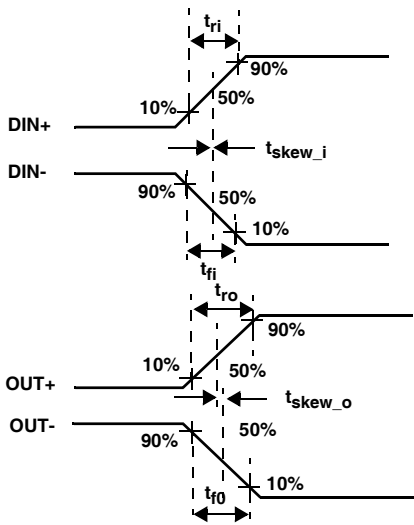 tri
90%
10%
50%
DIN+
tskew_i
DIN-
90%
50%
10%
tfi
tro
90%
10%
50%
OUT+
tskew_o
OUT-
90%
50%
10%
tf0